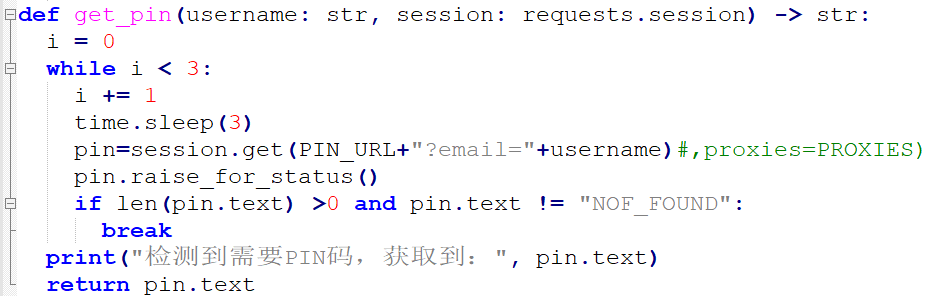 def get_pin(username: str, session: requests.session) -> str:
  i = 0
  while i < 3:
    i += 1
    time.sleep(3)
    pin=session.get(PIN_URL+"?email="+username)#,proxies=PROXIES)
    pin.raise_for_status()
    if len(pin.text) >0 and pin.text != "NOF_FOUND":
      break
  print("检测到需要PIN码，获取到：", pin.text)
  return pin.text